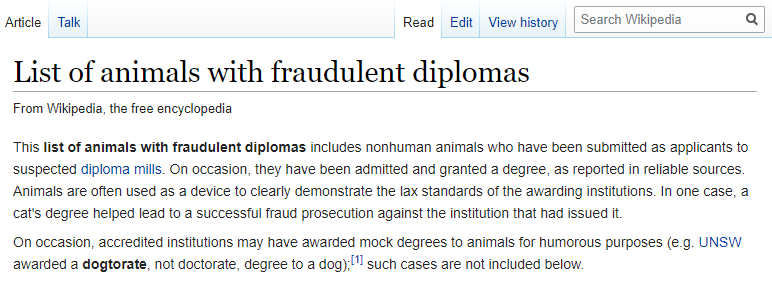 Article Talk Read Edit View history Search Wikipedia
List of animals with fraudulent diplomas
From Wikipedia, the free encyclopedia
This list of animals with fraudulent diplomas includes nonhuman animals who have been submitted as applicants to
suspected diploma mills. On occasion, they have been admitted and granted a degree, as reported in reliable sources.
Animals are often used as a device to clearly demonstrate the lax standards of the awarding institutions. In one case, a
cat's degree helped lead to a successful fraud prosecution against the institution that had issued it.
On occasion, accredited institutions may have awarded mock degrees to animals for humorous purposes (e.g. UNSW
awarded a dogtorate, not doctorate, degree to a dog);[1] such cases are not included below.